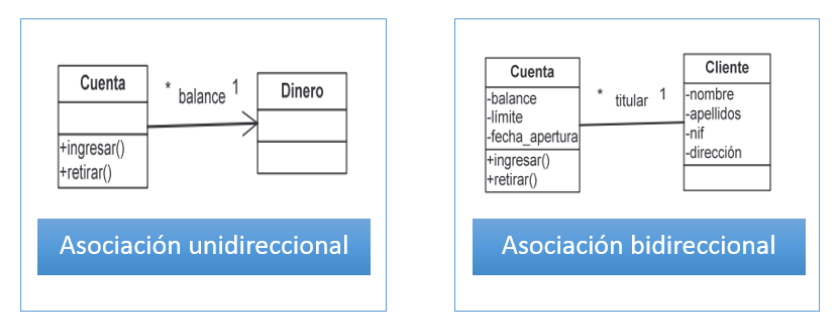 Cuenta
+ingresar()
+retirar()
* balance 1
Dinero
Asociación unidireccional
Cuenta
-balance
-límite
-fecha_apertura
+ingresar()
+retirar()
* titular 1
Cliente
-nombre
-apellidos
-nif
-dirección
Asociación bidireccional